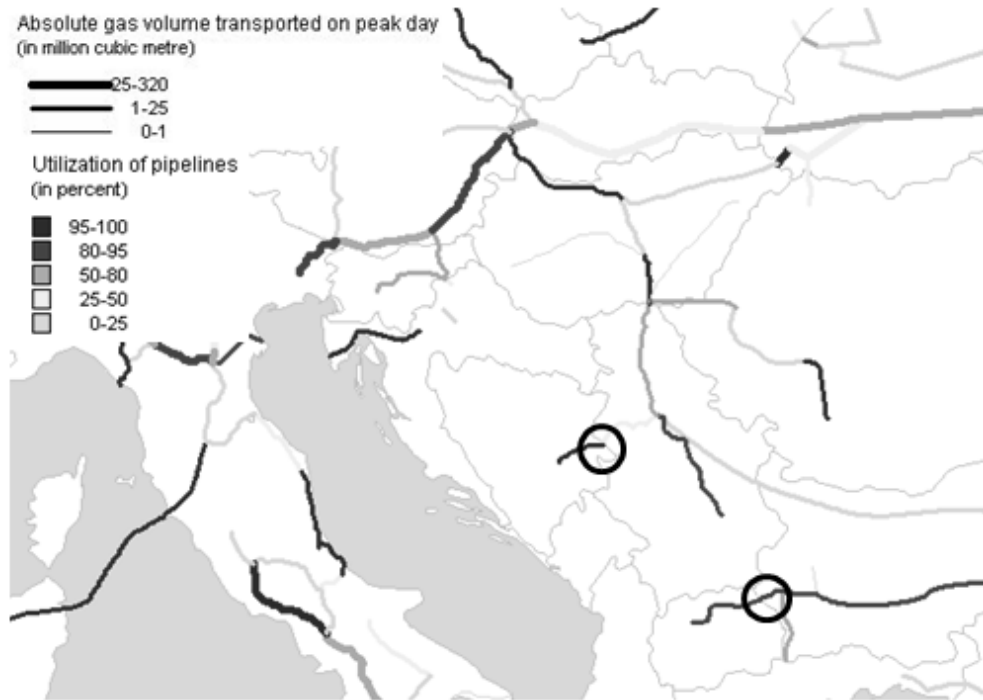 Absolute gas volume transported on peak day
(in million cubic metre)
25-320
1-25
0-1
Utilization of pipelines
(in percent)
95-100
80-95
50-80
25-50
0-25